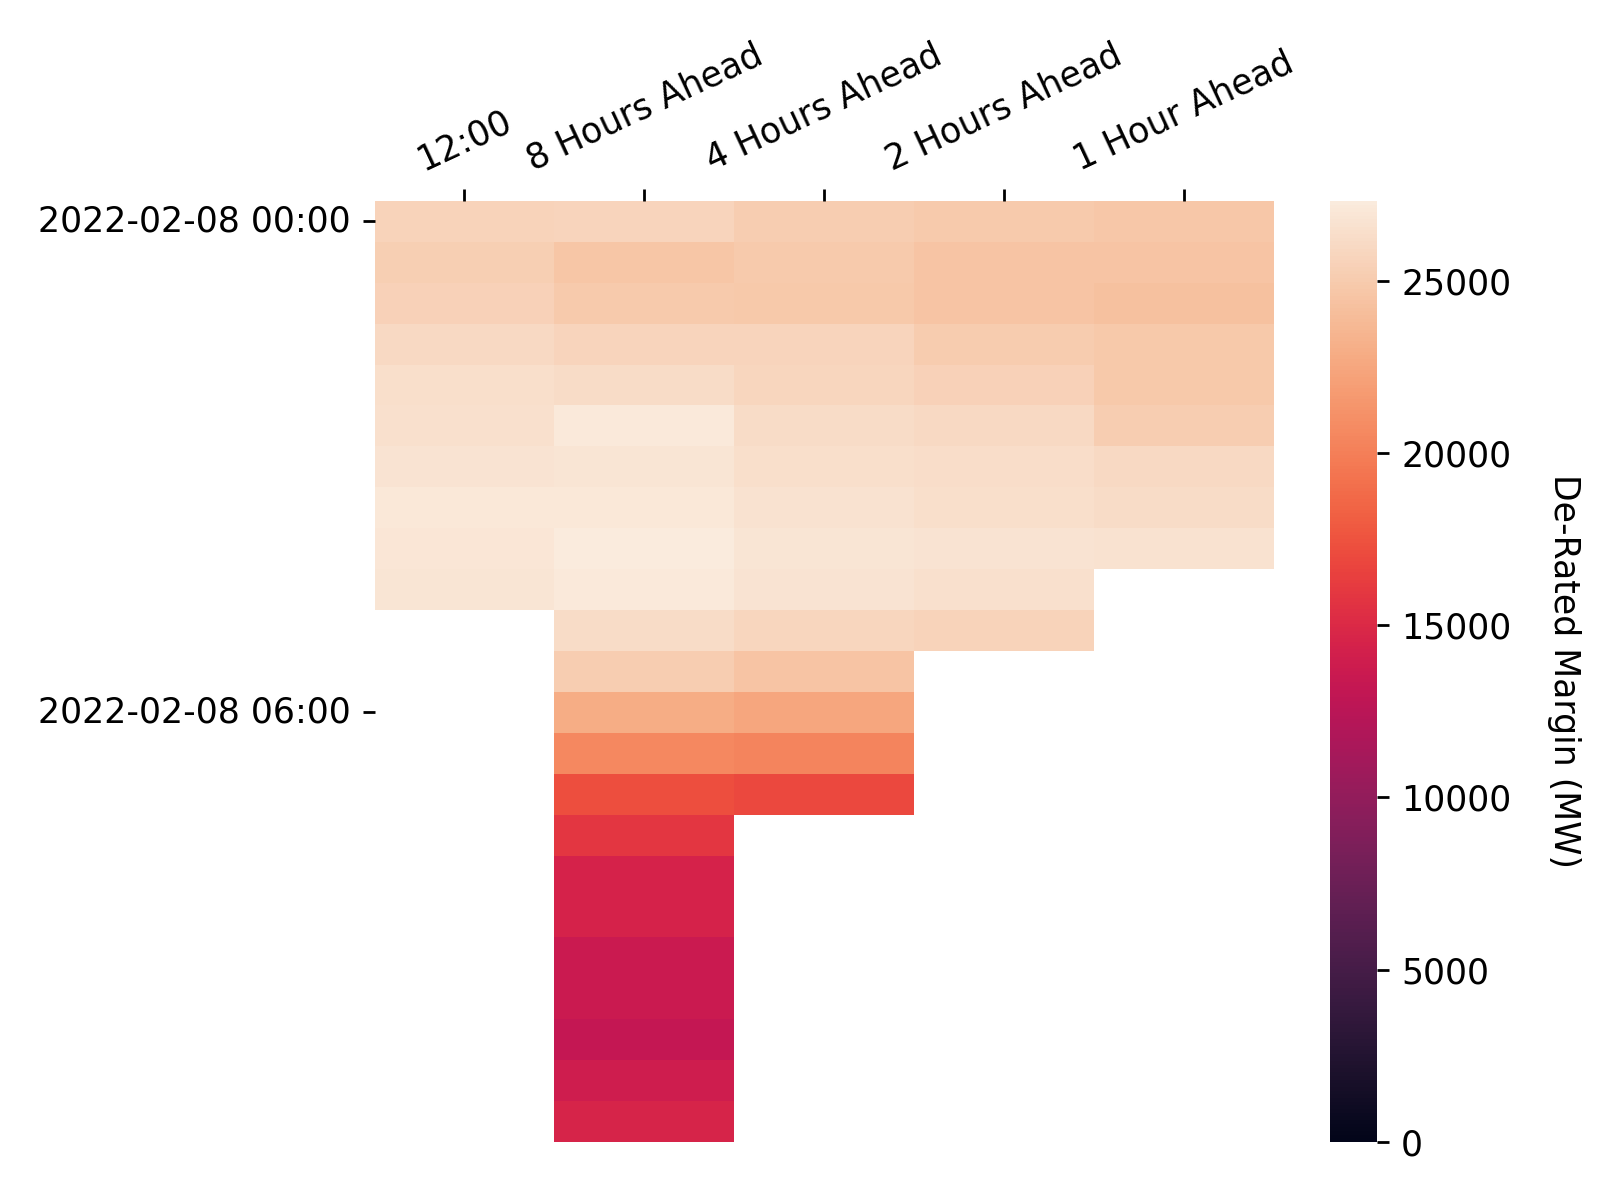 12:00
8 Hours Ahead
4 Hours Ahead
2 Hours Ahead
1 Hour Ahead
2022-02-08 00:00
2022-02-08 06:00
25000
20000
15000
10000
5000
0
De-Rated Margin (MW)